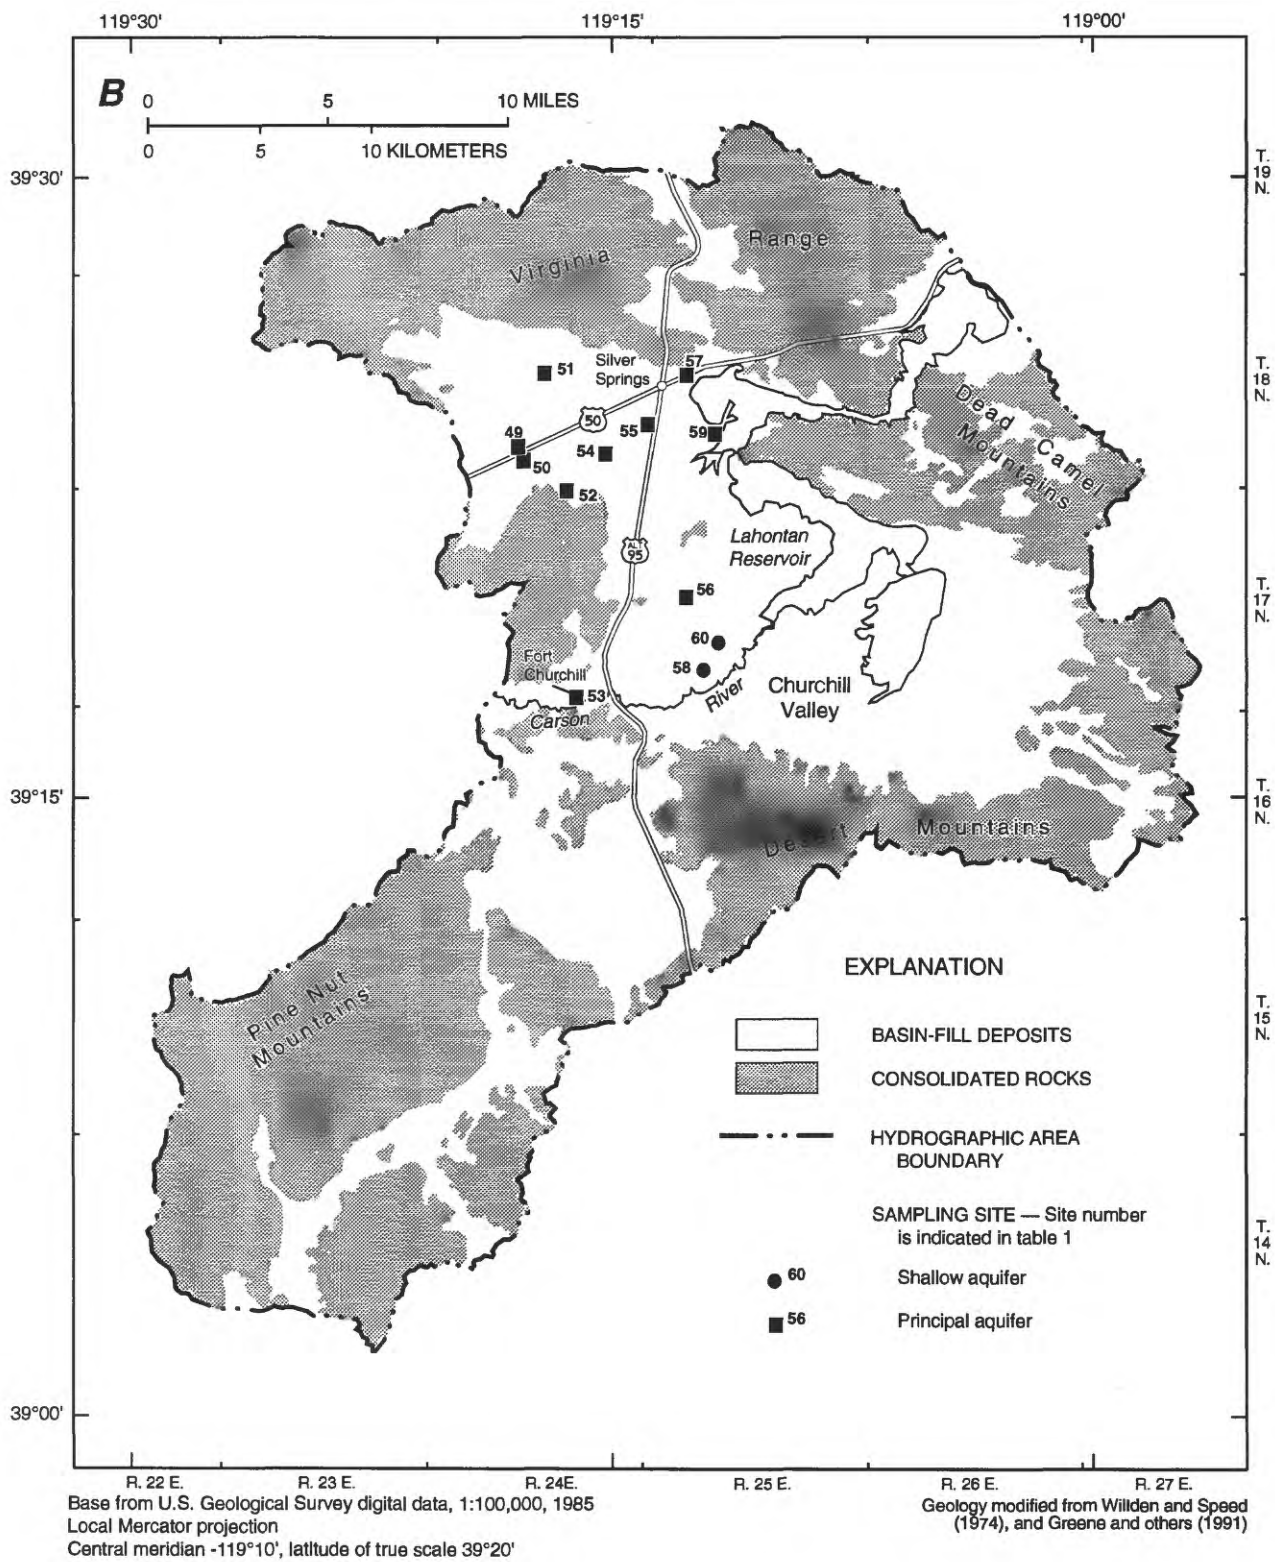 119°30'
119°15'
119°00'
B
0 5 10 MILES
0 5 10 KILOMETERS
39°30'
T.
19
N.
Virginia
Range
51
Silver
Springs
57
T.
18
N.
50
55
59
49
54
50
52
Dead Camel
Mountains
ALT
95
Lahontan
Reservoir
56
T.
17
N.
60
58
Fort
Churchill
53
Carson
River
Churchill
Valley
39°15'
T.
16
N.
Desert
Mountains
Pine Nut
Mountains
T.
15
N.
EXPLANATION
BASIN-FILL DEPOSITS
CONSOLIDATED ROCKS
HYDROGRAPHIC AREA
BOUNDARY
SAMPLING SITE — Site number
is indicated in table 1
60 Shallow aquifer
56 Principal aquifer
T.
14
N.
39°00'
R. 22 E.
R. 23 E.
R. 24E.
R. 25 E.
R. 26 E.
R. 27 E.
Base from U.S. Geological Survey digital data, 1:100,000, 1985
Local Mercator projection
Central meridian -119°10', latitude of true scale 39°20'
Geology modified from Willden and Speed
(1974), and Greene and others (1991)